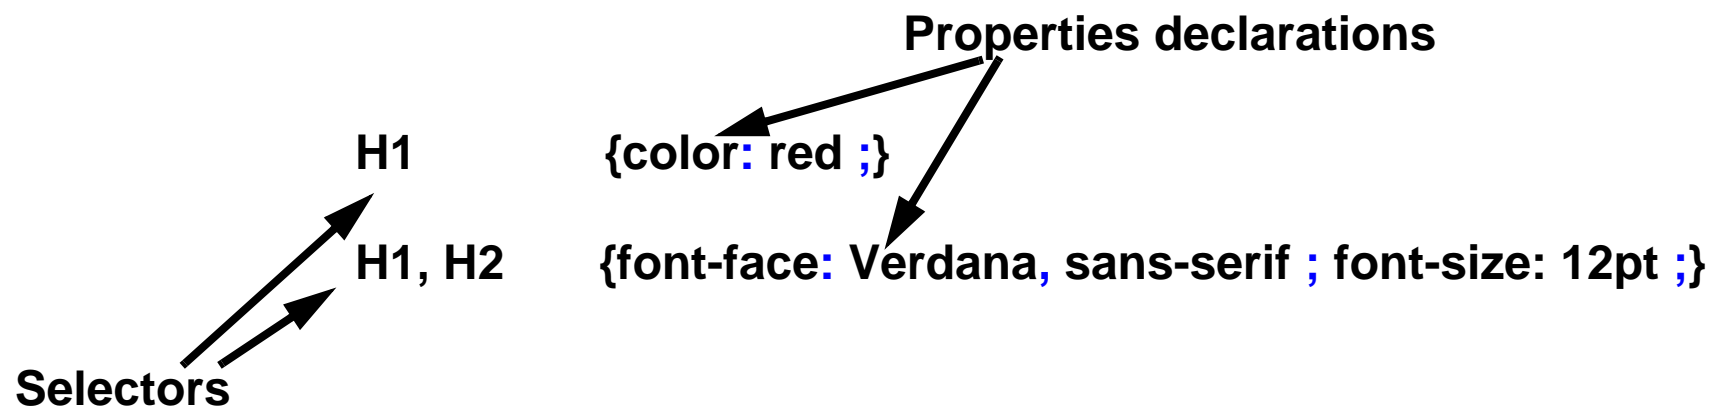 Properties declarations
H1 {color: red ;}
H1, H2 {font-face: Verdana, sans-serif ; font-size: 12pt ;}
Selectors